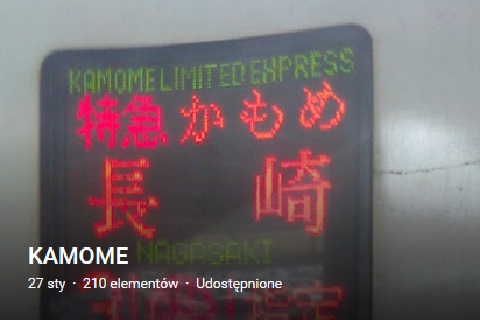 KAMOME LIMITED EXPRESS
特急かもめ
長崎
NAGASAKI
KAMOME
27 sty · 210 elementów · Udostępnione